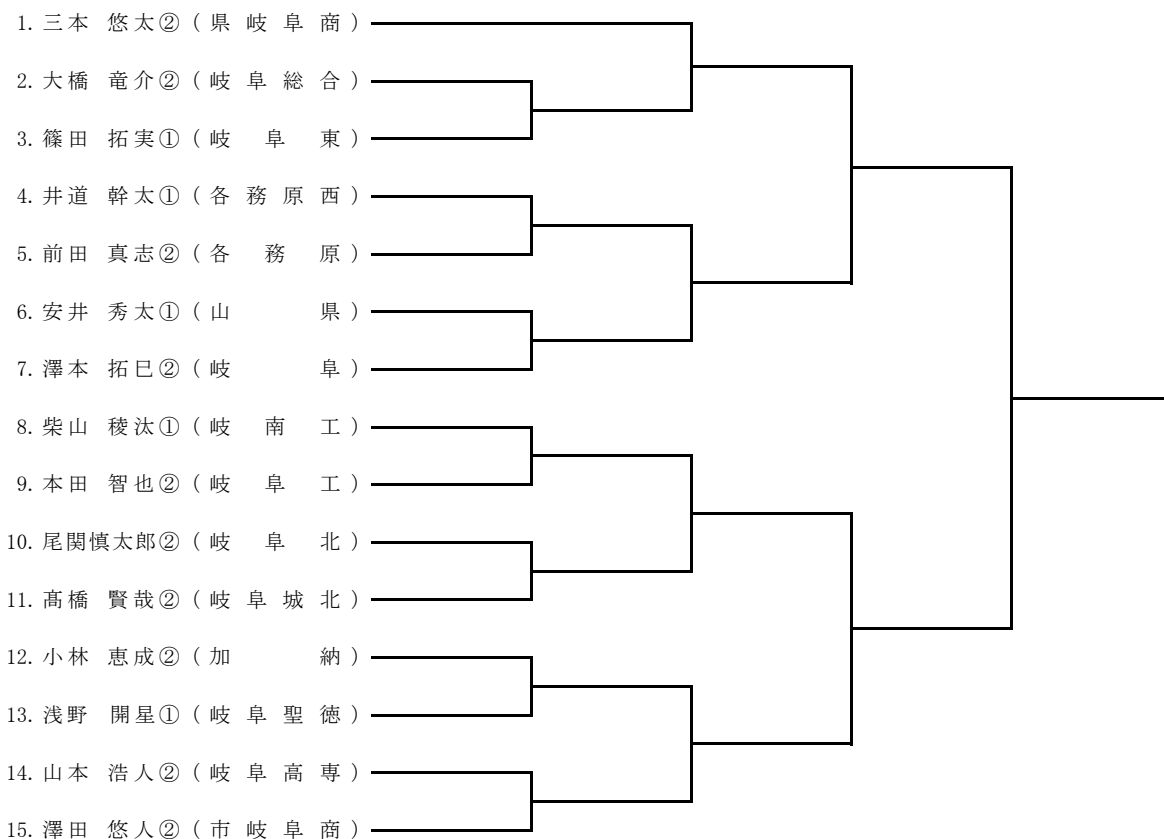 1. 三本 悠太②（県岐阜商）
2. 大橋 竜介②（岐阜総合）
3. 篠田 拓実①（岐阜東）
4. 井道 幹太①（各務原西）
5. 前田 真志②（各務原）
6. 安井 秀太①（山県）
7. 澤本 拓巳②（岐阜）
8. 柴山 稜汰①（岐南工）
9. 本田 智也②（岐阜工）
10. 尾関慎太郎②（岐阜北）
11. 髙橋 賢哉②（岐阜城北）
12. 小林 恵成②（加納）
13. 浅野 開星①（岐阜聖徳）
14. 山本 浩人②（岐阜高専）
15. 澤田 悠人②（市岐阜商）